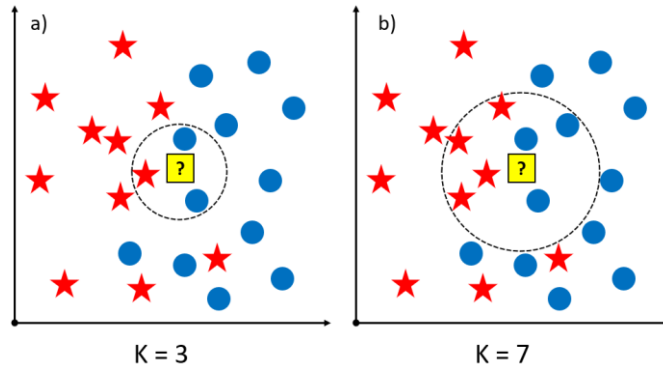 a)
?
K = 3
b)
?
K = 7